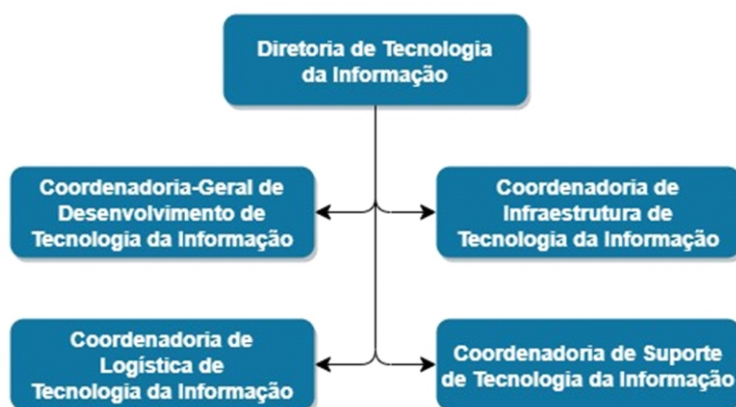 Diretoria de Tecnologia
da Informação
Coordenadoria-Geral de
Desenvolvimento de
Tecnologia da Informação
Coordenadoria de
Infraestrutura de
Tecnologia da Informação
Coordenadoria de
Logística de
Tecnologia da Informação
Coordenadoria de Suporte
de Tecnologia da Informação